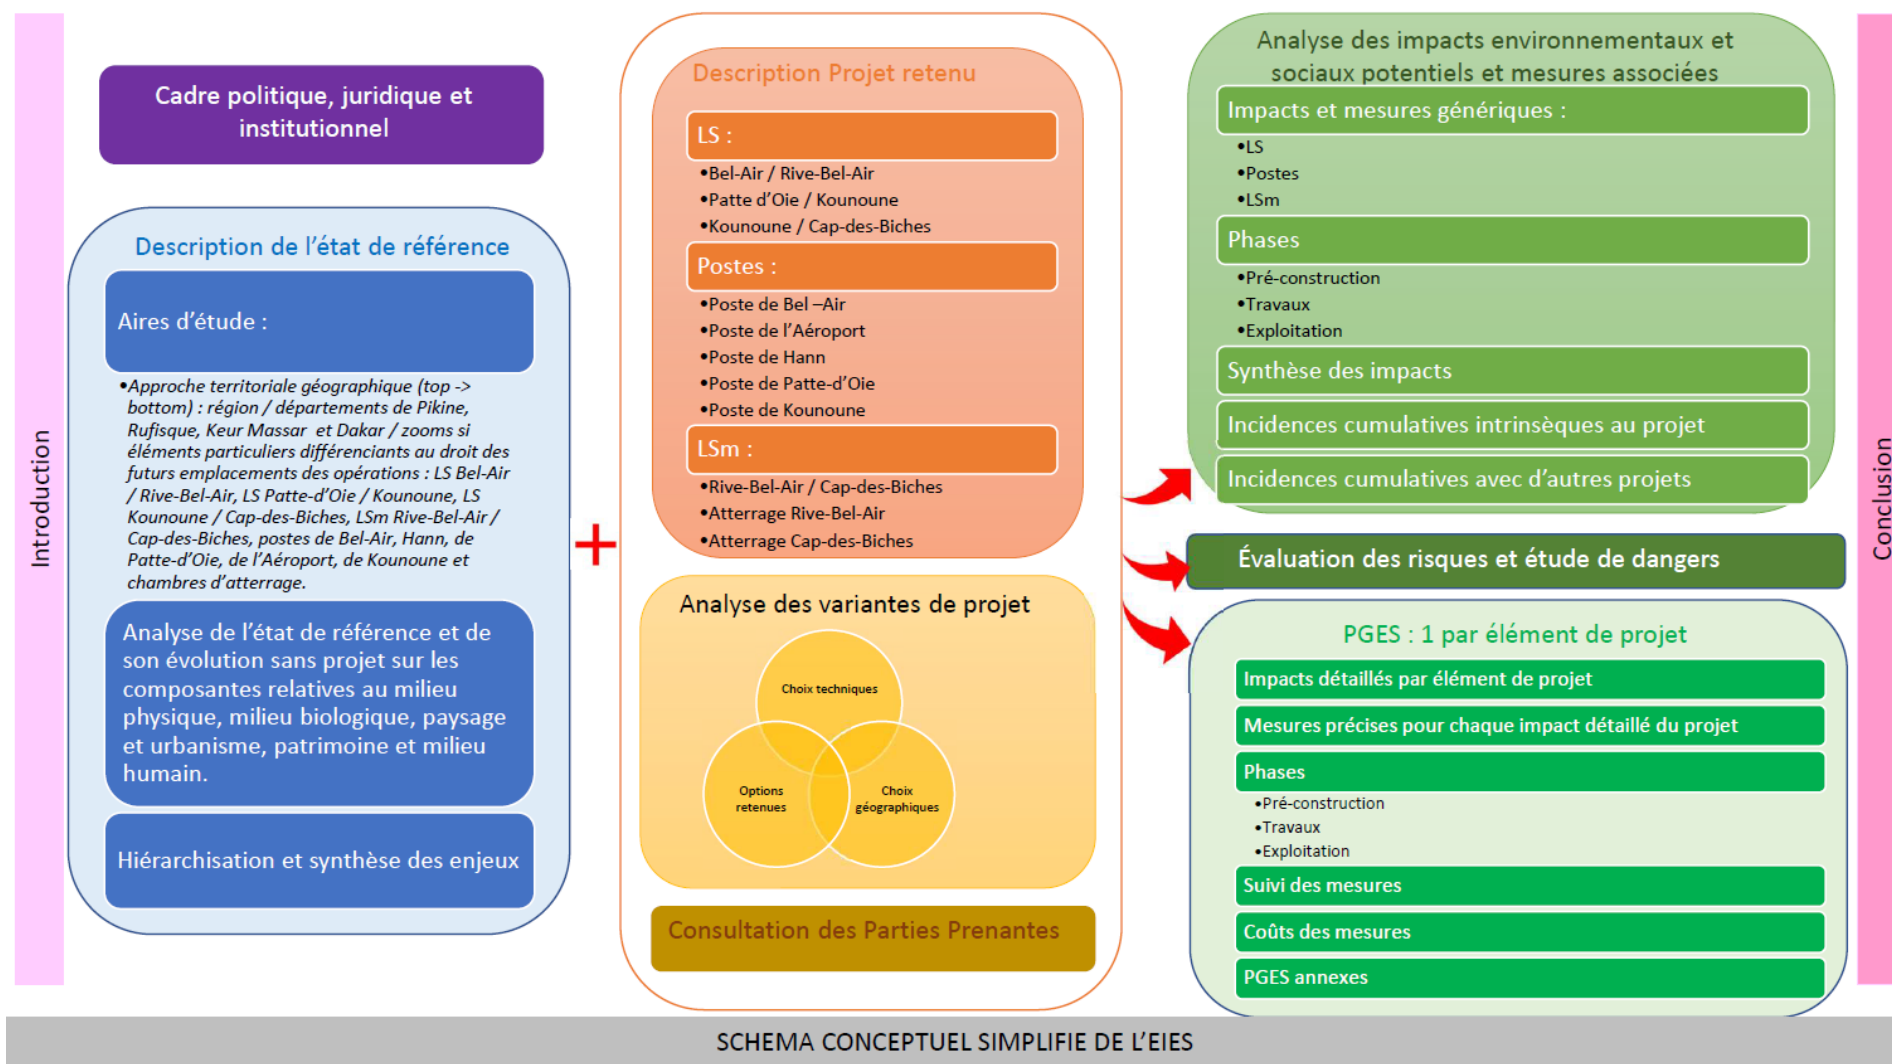 Introduction
Cadre politique, juridique et
institutionnel
Description de l’état de référence
Aires d’étude :
•Approche territoriale géographique (top ->
bottom) : région / départements de Pikine,
Rufisque, Keur Massar et Dakar / zooms si
éléments particuliers différenciants au droit des
futurs emplacements des opérations : LS Bel-Air
/ Rive-Bel-Air, LS Patte-d’Oie / Kounoune, LS
Kounoune / Cap-des-Biches, LSm Rive-Bel-Air /
Cap-des-Biches, postes de Bel-Air, Hann, de
Patte-d’Oie, de l’Aéroport, de Kounoune et
chambres d’atterrage.
Analyse de l’état de référence et de
son évolution sans projet sur les
composantes relatives au milieu
physique, milieu biologique, paysage
et urbanisme, patrimoine et milieu
humain.
Hiérarchisation et synthèse des enjeux
+
Description Projet retenu
LS :
•Bel-Air / Rive-Bel-Air
•Patte d’Oie / Kounoune
•Kounoune / Cap-des-Biches
Postes :
•Poste de Bel –Air
•Poste de l’Aéroport
•Poste de Hann
•Poste de Patte-d’Oie
•Poste de Kounoune
LSm :
•Rive-Bel-Air / Cap-des-Biches
•Atterrage Rive-Bel-Air
•Atterrage Cap-des-Biches
Analyse des variantes de projet
Choix techniques
Options
retenues
Choix
géographiques
Consultation des Parties Prenantes
Analyse des impacts environnementaux et
sociaux potentiels et mesures associées
Impacts et mesures génériques :
•LS
•Postes
•LSm
Phases
•Pré-construction
•Travaux
•Exploitation
Synthèse des impacts
Incidences cumulatives intrinsèques au projet
Incidences cumulatives avec d’autres projets
Évaluation des risques et étude de dangers
PGES : 1 par élément de projet
Impacts détaillés par élément de projet
Mesures précises pour chaque impact détaillé du projet
Phases
•Pré-construction
•Travaux
•Exploitation
Suivi des mesures
Coûts des mesures
PGES annexes
Conclusion
SCHEMA CONCEPTUEL SIMPLIFIE DE L’EIES